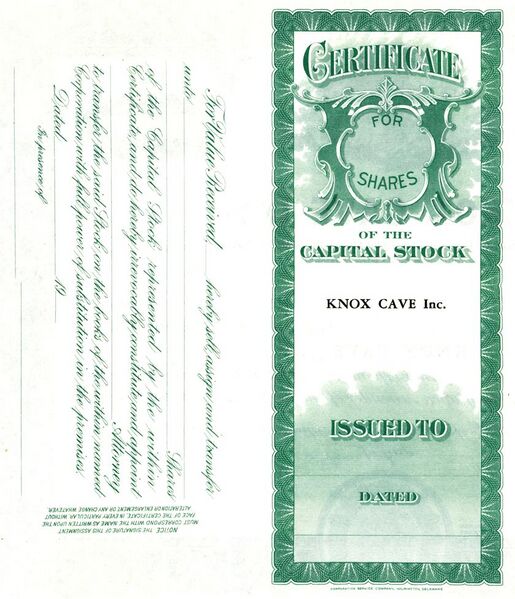 CERTIFICATE
FOR
SHARES
OF THE
CAPITAL STOCK
KNOX CAVE Inc.
ISSUED TO
DATED
CORPORATION SERVICE COMPANY, WILMINGTON, DELAWARE
For Value Received, hereby sell, assign and transfer
unto
Shares
of the Capital Stock represented by the within
Certificate, and do hereby irrevocably constitute and appoint
Attorney
to transfer the said Stock on the books of the within named
Corporation with full power of substitution in the premises.
Dated 19
In presence of
NOTICE THE SIGNATURE OF THIS ASSIGNMENT
MUST CORRESPOND WITH THE NAME AS WRITTEN UPON THE
FACE OF THE CERTIFICATE IN EVERY PARTICULAR WITHOUT
ALTERATION OR ENLARGEMENT OR ANY CHANGE WHATEVER.